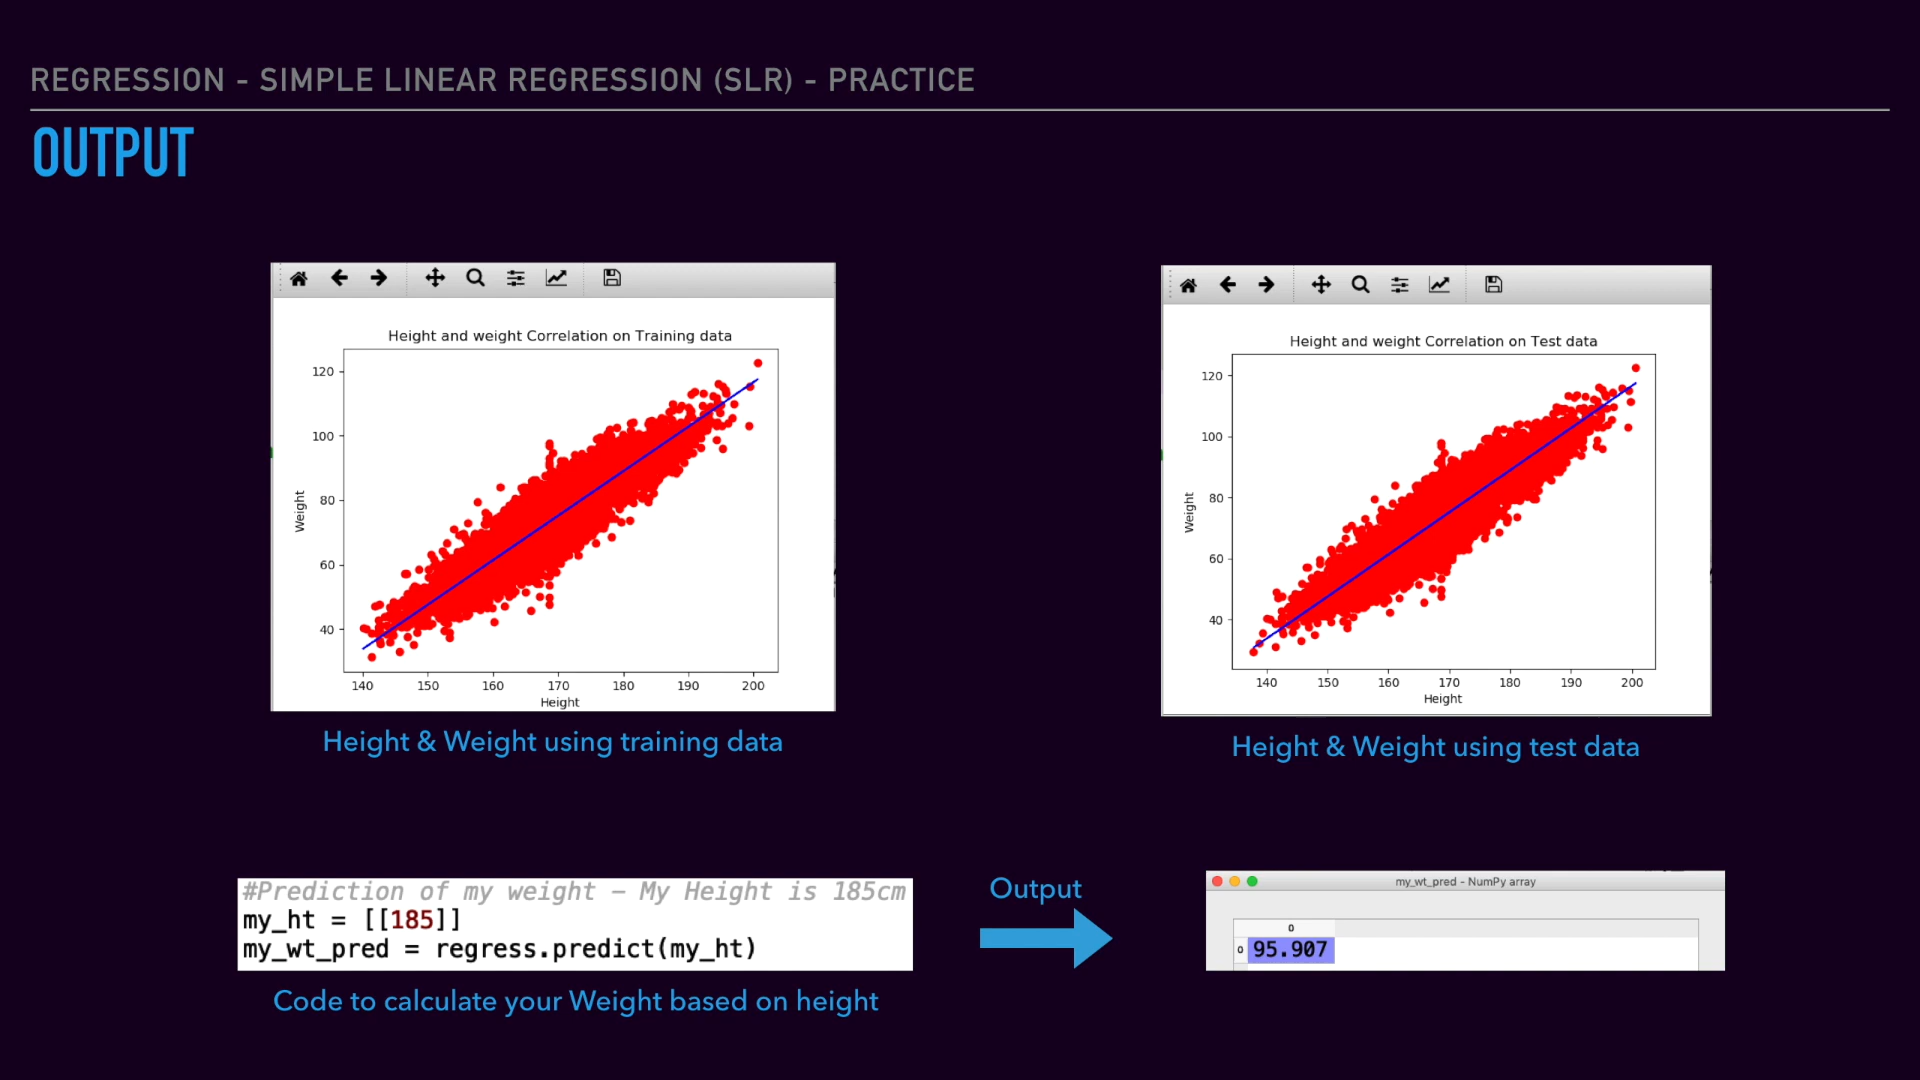 REGRESSION - SIMPLE LINEAR REGRESSION (SLR) - PRACTICE
OUTPUT
Height and weight Correlation on Training data
120
100
80
60
40
Weight
140 150 160 170 180 190 200
Height
Height & Weight using training data
Height and weight Correlation on Test data
120
100
80
60
40
Weight
140 150 160 170 180 190 200
Height
Height & Weight using test data
#Prediction of my weight – My Height is 185cm
my_ht = [[185]]
my_wt_pred = regress.predict(my_ht)
Code to calculate your Weight based on height
Output
my_wt_pred - NumPy array
0
0 95.907